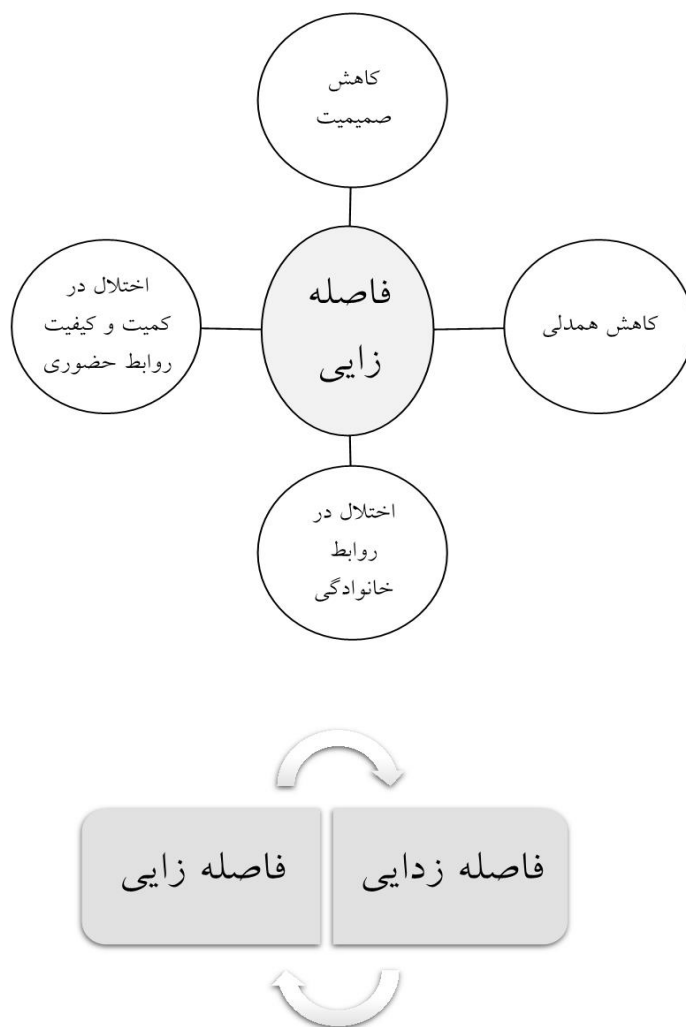 کاهش
صمیمیت
فاصله
زایی
کاهش همدلی
اختلال در
کمیت و کیفیت
روابط حضوری
اختلال در
روابط
خانوادگی
فاصله زدایی
فاصله زایی